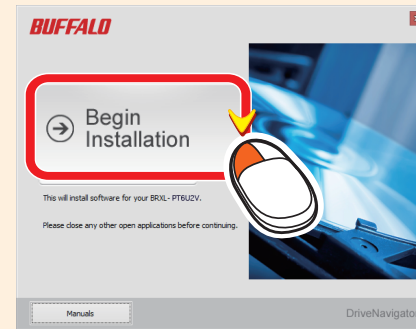 BUFFALO
Begin
Installation
This will install software for your BRXL- PT6U2V.
Please close any other open applications before continuing.
Manuals
DriveNavigator